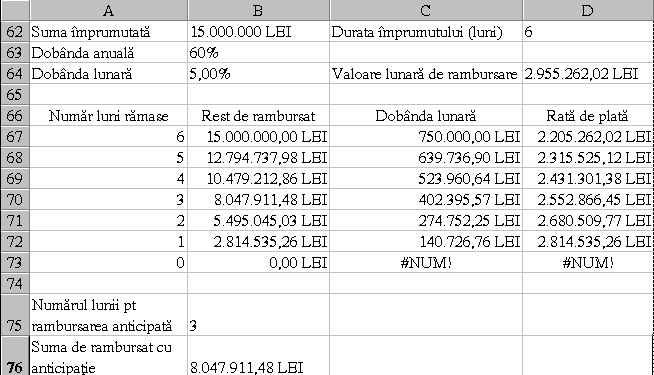 A B C D
62 Suma împrumutată 15.000.000 LEI Durata împrumutului (luni) 6
63 Dobânda anuală 60%
64 Dobânda lunară 5,00% Valoare lunară de rambursare 2.955.262,02 LEI
65
66 Număr luni rămase Rest de rambursat Dobânda lunară Rată de plată
67 6 15.000.000,00 LEI 750.000,00 LEI 2.205.262,02 LEI
68 5 12.794.737,98 LEI 639.736,90 LEI 2.315.525,12 LEI
69 4 10.479.212,86 LEI 523.960,64 LEI 2.431.301,38 LEI
70 3 8.047.911,48 LEI 402.395,57 LEI 2.552.866,45 LEI
71 2 5.495.045,03 LEI 274.752,25 LEI 2.680.509,77 LEI
72 1 2.814.535,26 LEI 140.726,76 LEI 2.814.535,26 LEI
73 0 0,00 LEI #NUM! #NUM!
74
Numărul lunii pt
75 rambursarea anticipată 3
Suma de rambursat cu
76 anticipaţie 8.047.911,48 LEI